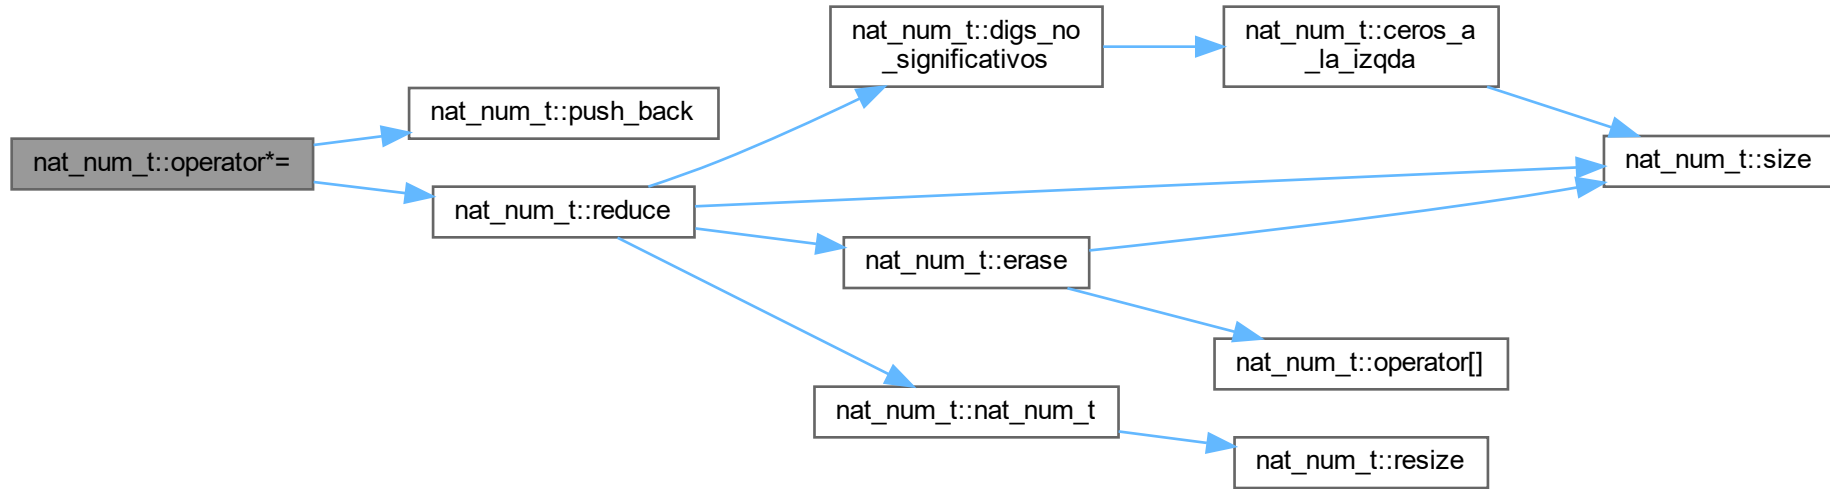 nat_num_t::operator*=
nat_num_t::push_back
nat_num_t::reduce
nat_num_t::digs_no
_significativos
nat_num_t::ceros_a
_la_izqda
nat_num_t::size
nat_num_t::erase
nat_num_t::operator[]
nat_num_t::nat_num_t
nat_num_t::resize